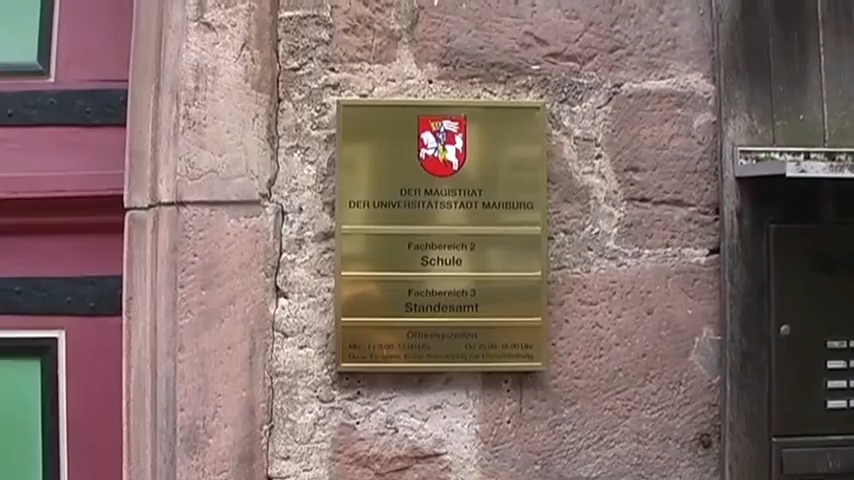 DER MAGISTRAT
DER UNIVERSITÄTSSTADT MARBURG
Fachbereich 2
Schule
Fachbereich 3
Standesamt
Öffnungszeiten